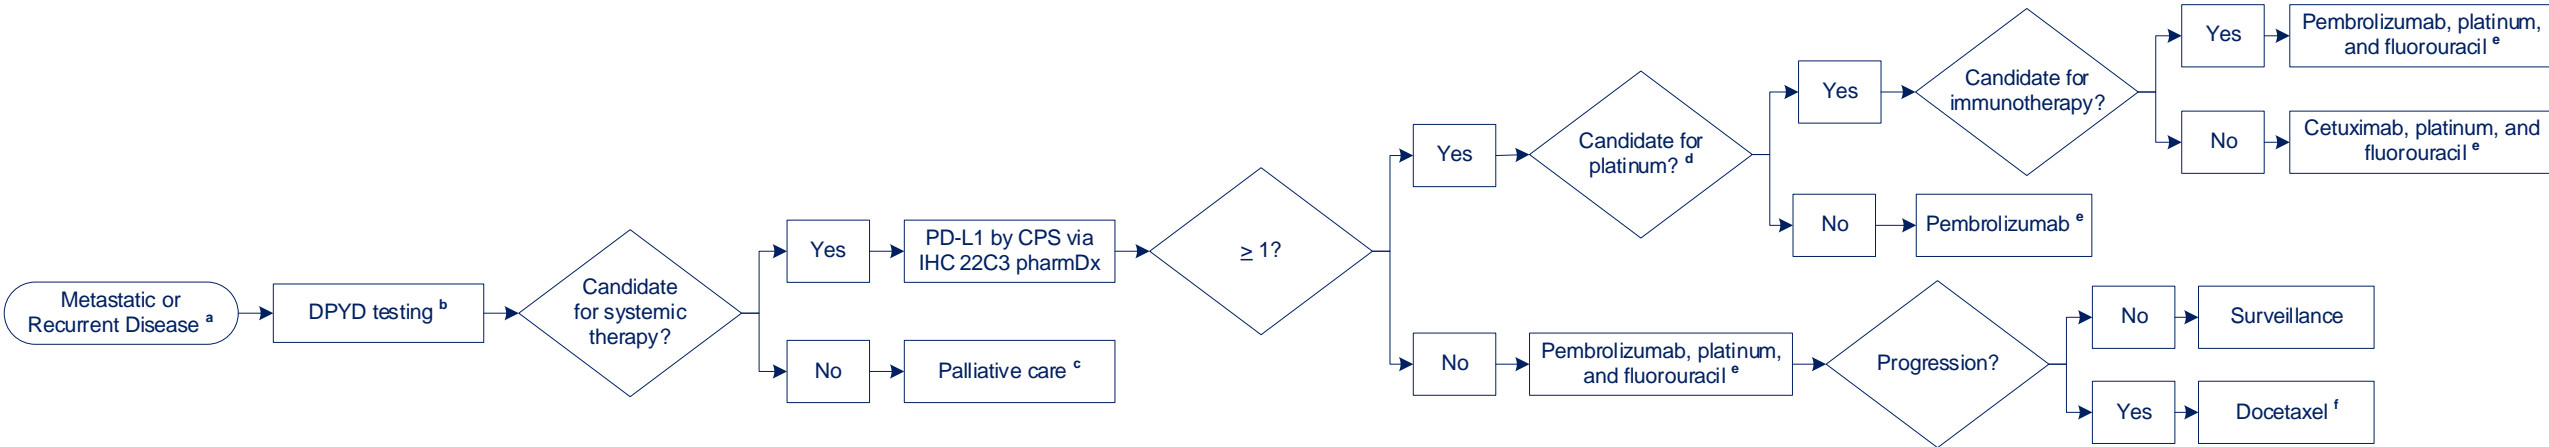 Metastatic or
Recurrent Disease a
DPYD testing b
Candidate
for systemic
therapy?
Yes
PD-L1 by CPS via
IHC 22C3 pharmDx
No
Palliative care c
≥ 1?
Yes
Candidate for
platinum? d
Yes
Candidate for
immunotherapy?
Yes
Pembrolizumab, platinum,
and fluorouracil e
No
Cetuximab, platinum, and
fluorouracil e
No
Pembrolizumab e
No
Pembrolizumab, platinum,
and fluorouracil e
Progression?
No
Surveillance
Yes
Docetaxel f